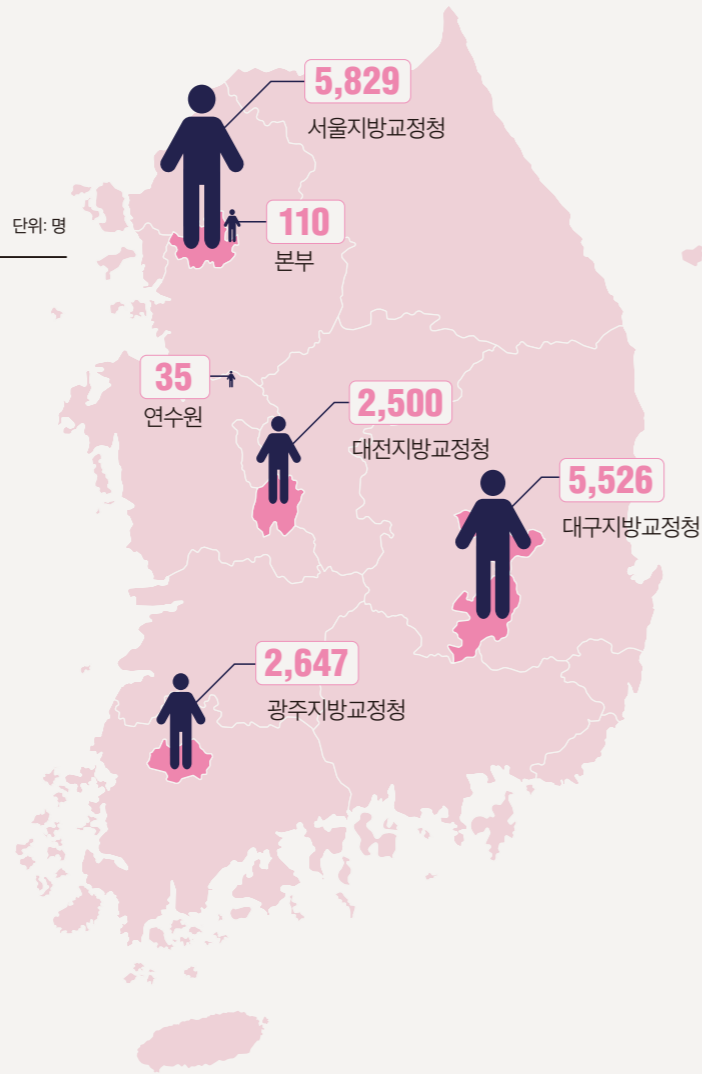 5,829
서울지방교정청
단위: 명
110
본부
35
연수원
2,500
대전지방교정청
5,526
대구지방교정청
2,647
광주지방교정청